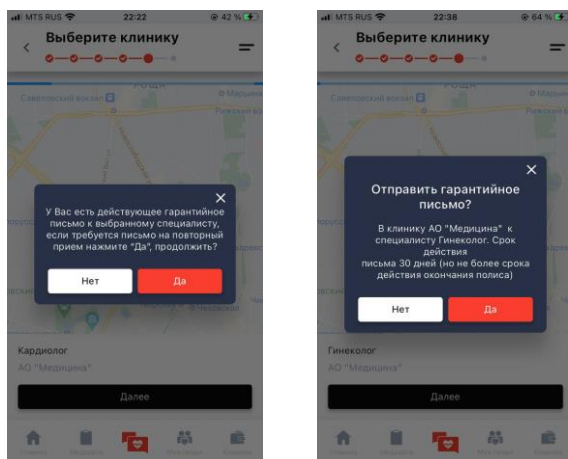 MTS RUS
22:22
42 %
Выберите клинику
Савеловский вокзал
У Вас есть действующее гарантийное
письмо к выбранному специалисту,
если требуется письмо на повторный
прием нажмите "Да", продолжить?
Нет
Да
Кардиолог
АО "Медицина"
Далее
MTS RUS
22:38
64 %
Выберите клинику
Савеловский вокзал
Отправить гарантийное
письмо?
В клинику АО "Медицина" к
специалисту Гинеколог. Срок
действия
письма 30 дней (но не более срока
действия окончания полиса)
Нет
Да
Гинеколог
АО "Медицина"
Далее